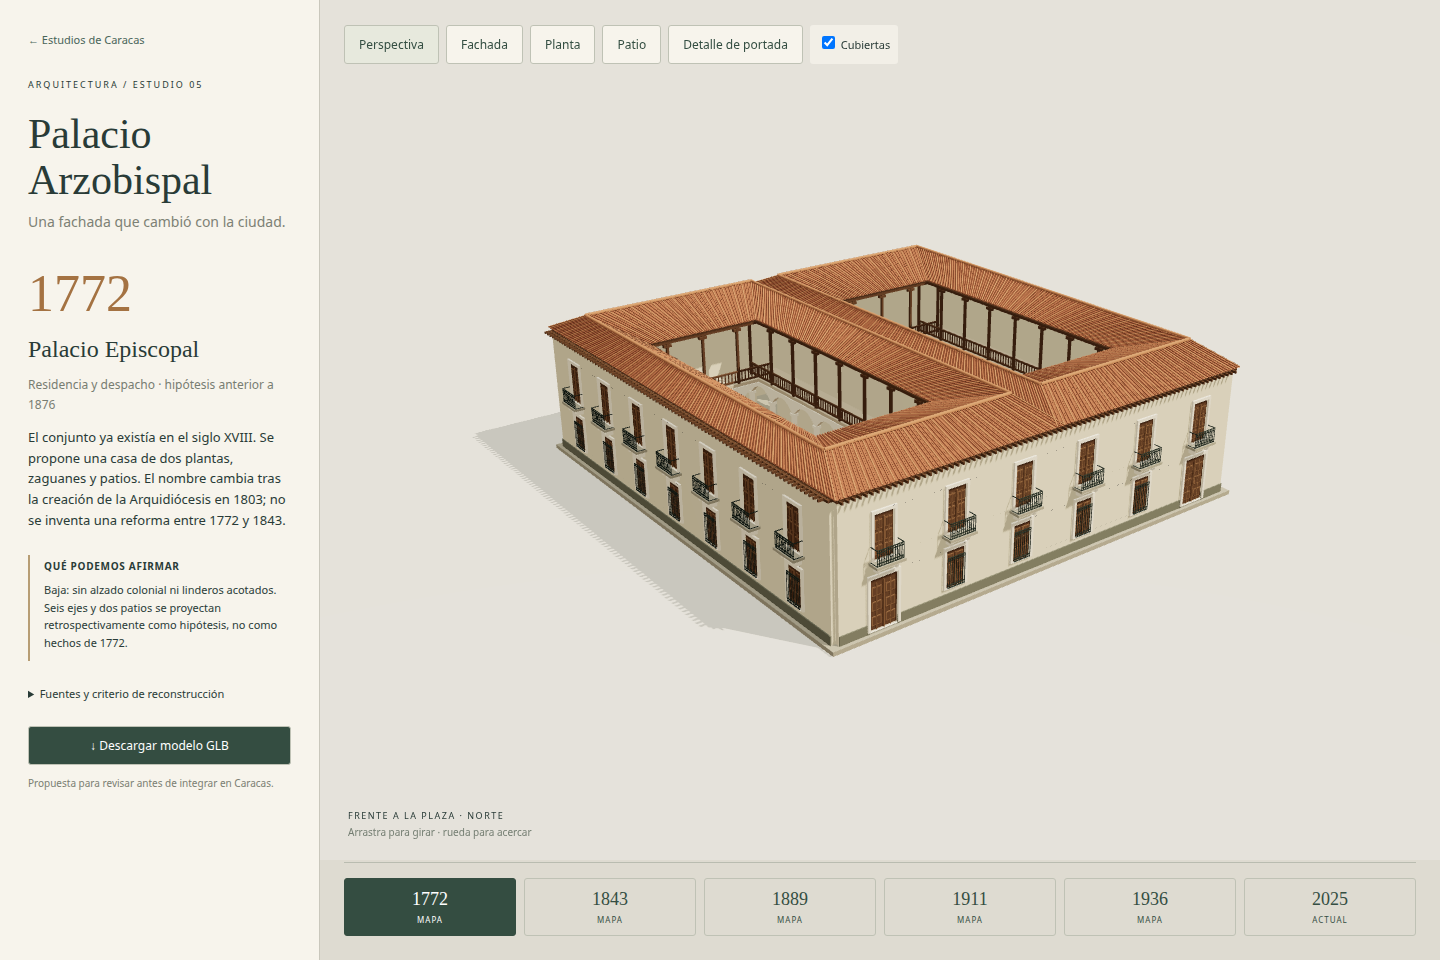 ← Estudios de Caracas
ARQUITECTURA / ESTUDIO 05
Palacio
Arzobispal
Una fachada que cambió con la ciudad.
1772
Palacio Episcopal
Residencia y despacho · hipótesis anterior a
1876
El conjunto ya existía en el siglo XVIII. Se
propone una casa de dos plantas,
zaguanes y patios. El nombre cambia tras
la creación de la Arquidiócesis en 1803; no
se inventa una reforma entre 1772 y 1843.
QUÉ PODEMOS AFIRMAR
Baja: sin alzado colonial ni linderos acotados.
Seis ejes y dos patios se proyectan
retrospectivamente como hipótesis, no como
hechos de 1772.
▶ Fuentes y criterio de reconstrucción
↓ Descargar modelo GLB
Propuesta para revisar antes de integrar en Caracas.
Perspectiva Fachada Planta Patio Detalle de portada Cubiertas
FRENTE A LA PLAZA · NORTE
Arrastra para girar · rueda para acercar
1772 1843 1889 1911 1936 2025
MAPA MAPA MAPA MAPA MAPA ACTUAL